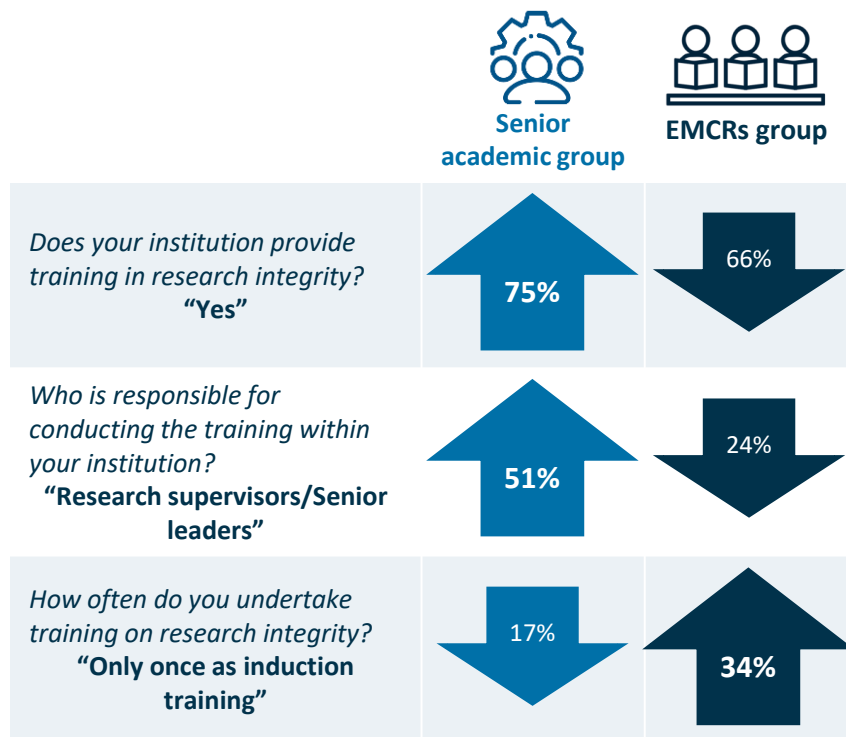 Senior
academic group
EMCRs group
Does your institution provide
training in research integrity?
“Yes”
75%
66%
Who is responsible for
conducting the training within
your institution?
“Research supervisors/Senior
leaders”
51%
24%
How often do you undertake
training on research integrity?
“Only once as induction
training”
17%
34%